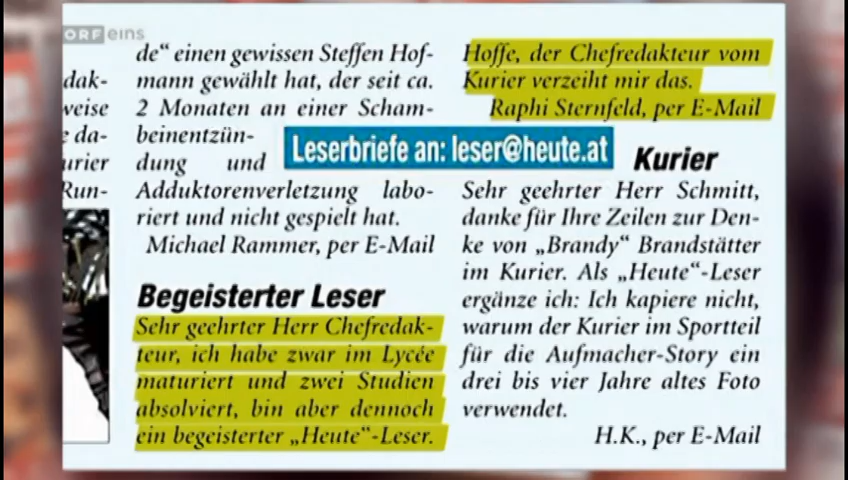 ORF eins
dak-
weise
e da-
urier
Run-
de“ einen gewissen Steffen Hof-
mann gewählt hat, der seit ca.
2 Monaten an einer Scham-
beinentzün-
dung und
Adduktorenverletzung labo-
riert und nicht gespielt hat.
Michael Rammer, per E-Mail
Begeisterter Leser
Sehr geehrter Herr Chefredak-
teur, ich habe zwar im Lycée
maturiert und zwei Studien
absolviert, bin aber dennoch
ein begeisterter „Heute“-Leser.
Leserbriefe an: leser@heute.at
Hoffe, der Chefredakteur vom
Kurier verzeiht mir das.
Raphi Sternfeld, per E-Mail
Kurier
Sehr geehrter Herr Schmitt,
danke für Ihre Zeilen zur Den-
ke von „Brandy“ Brandstätter
im Kurier. Als „Heute“-Leser
ergänze ich: Ich kapiere nicht,
warum der Kurier im Sportteil
für die Aufmacher-Story ein
drei bis vier Jahre altes Foto
verwendet.
H.K., per E-Mail